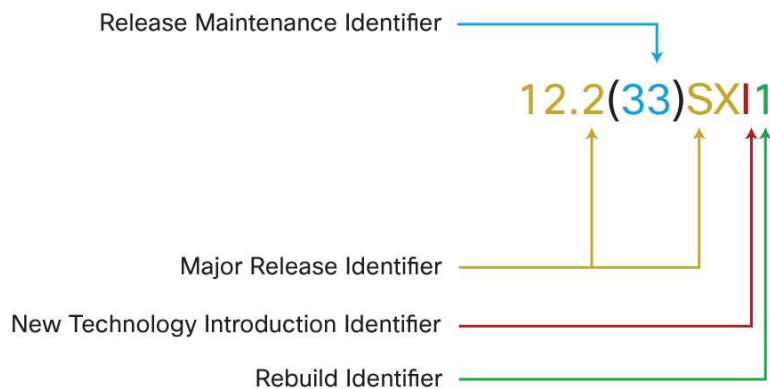 Release Maintenance Identifier
12.2(33)SXI1
Major Release Identifier
New Technology Introduction Identifier
Rebuild Identifier